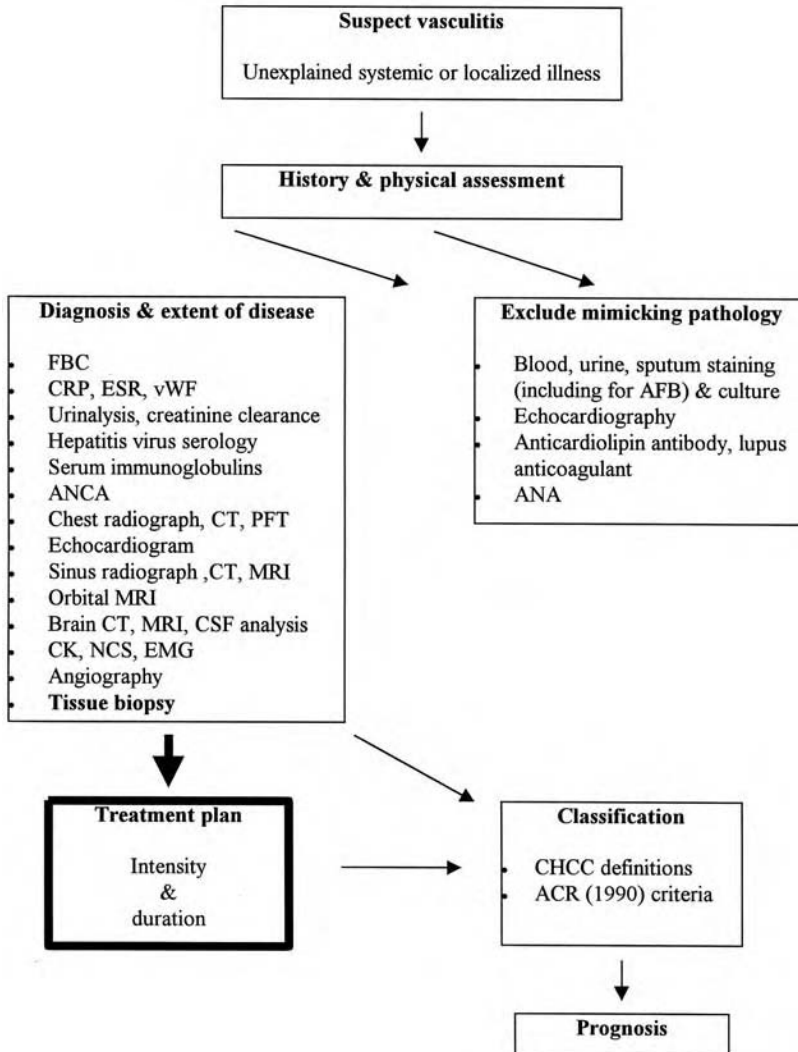 Suspect vasculitis
Unexplained systemic or localized illness
History & physical assessment
Diagnosis & extent of disease
• FBC
• CRP, ESR, vWF
• Urinalysis, creatinine clearance
• Hepatitis virus serology
• Serum immunoglobulins
• ANCA
• Chest radiograph, CT, PFT
• Echocardiogram
• Sinus radiograph ,CT, MRI
• Orbital MRI
• Brain CT, MRI, CSF analysis
• CK, NCS, EMG
• Angiography
• Tissue biopsy
Exclude mimicking pathology
• Blood, urine, sputum staining
(including for AFB) & culture
• Echocardiography
• Anticardiolipin antibody, lupus
anticoagulant
• ANA
Treatment plan
Intensity
&
duration
Classification
• CHCC definitions
• ACR (1990) criteria
Prognosis